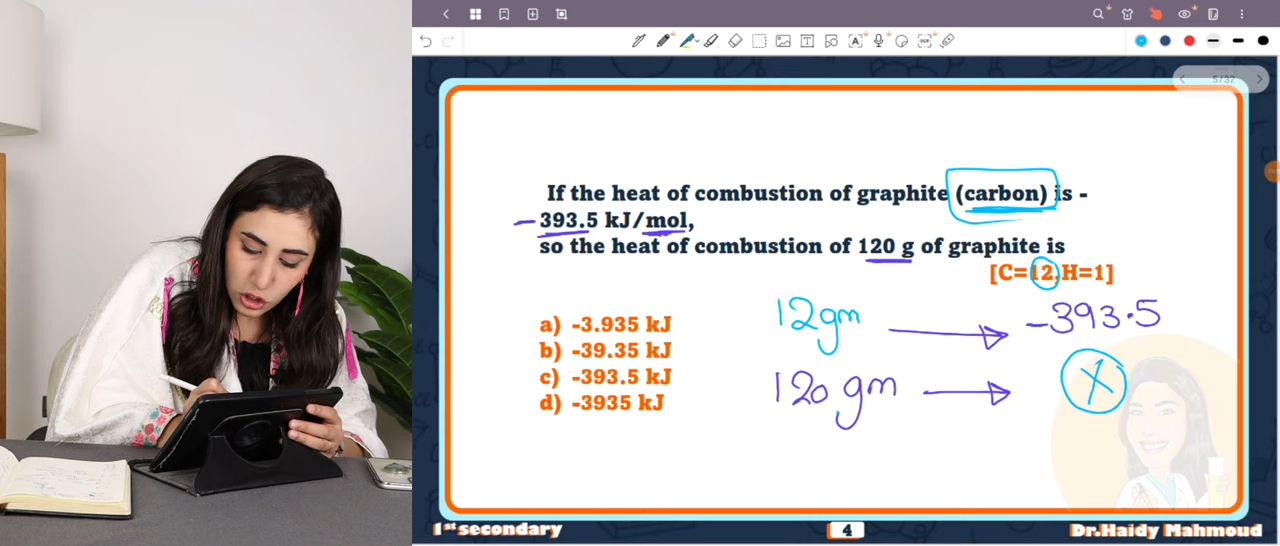 5/32
If the heat of combustion of graphite (carbon) is -
- 393.5 kJ/mol,
so the heat of combustion of 120 g of graphite is
[C=12,H=1]
a) -3.935 kJ
b) -39.35 kJ
c) -393.5 kJ
d) -3935 kJ
12gm → -393.5
120 gm → X
1st secondary
4
Dr.Haidy Mahmoud